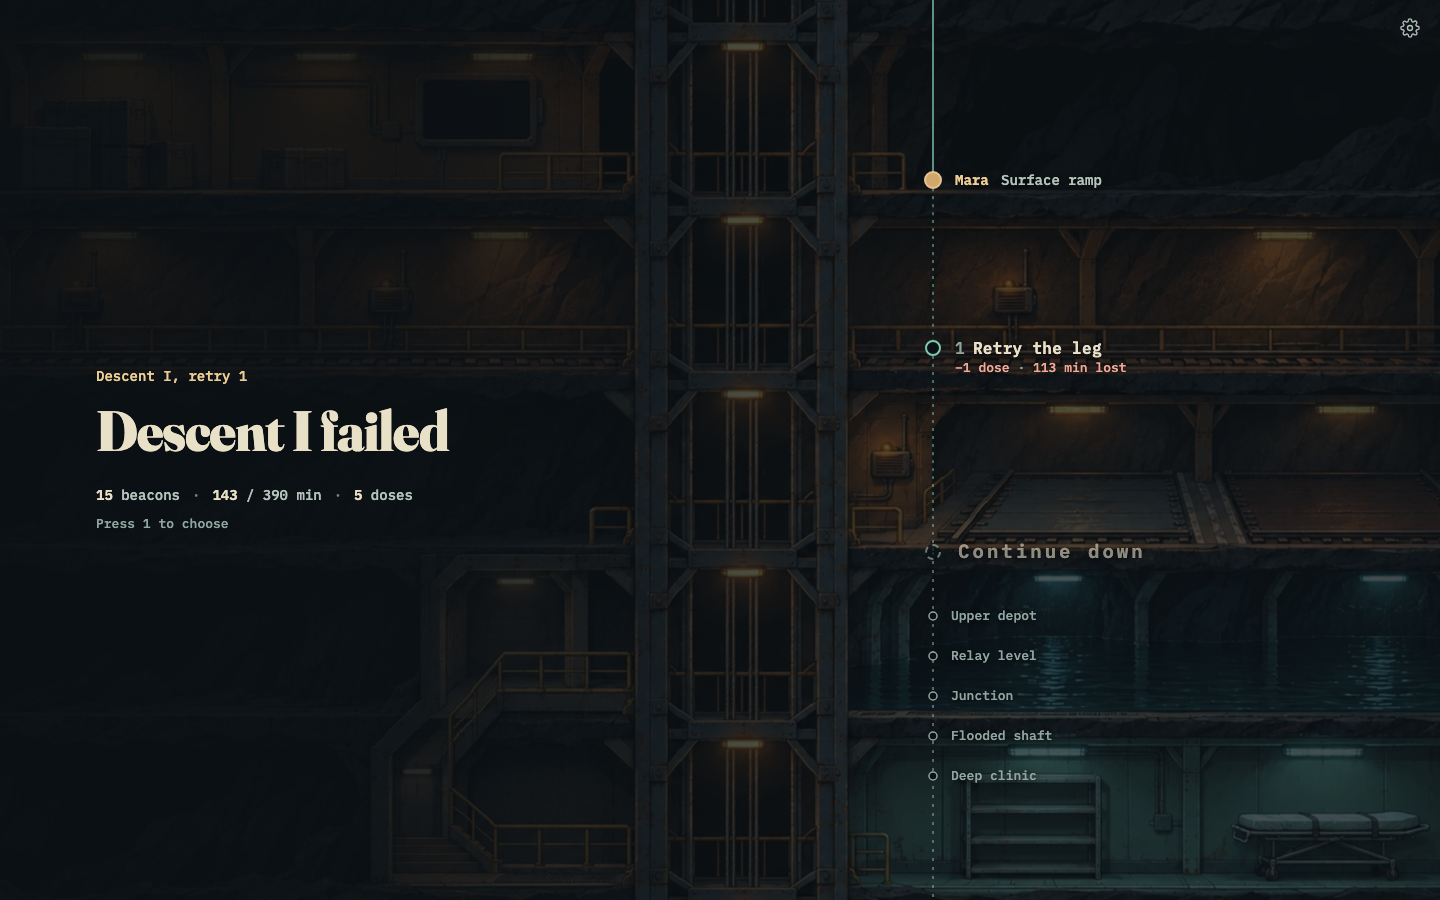 Mara Surface ramp
1 Retry the leg
−1 dose · 113 min lost
Descent I, retry 1
Descent I failed
15 beacons · 143 / 390 min · 5 doses
Press 1 to choose
Continue down
Upper depot
Relay level
Junction
Flooded shaft
Deep clinic